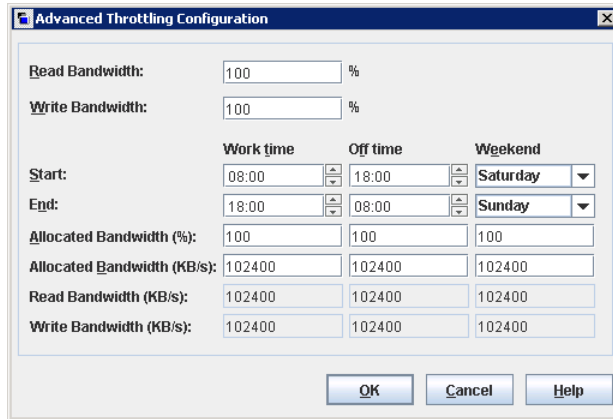 Advanced Throttling Configuration
Read Bandwidth: 100 %
Write Bandwidth: 100 %
Work time Off time Weekend
Start: 08:00 18:00 Saturday
End: 18:00 08:00 Sunday
Allocated Bandwidth (%): 100 100 100
Allocated Bandwidth (KB/s): 102400 102400 102400
Read Bandwidth (KB/s): 102400 102400 102400
Write Bandwidth (KB/s): 102400 102400 102400
OK Cancel Help